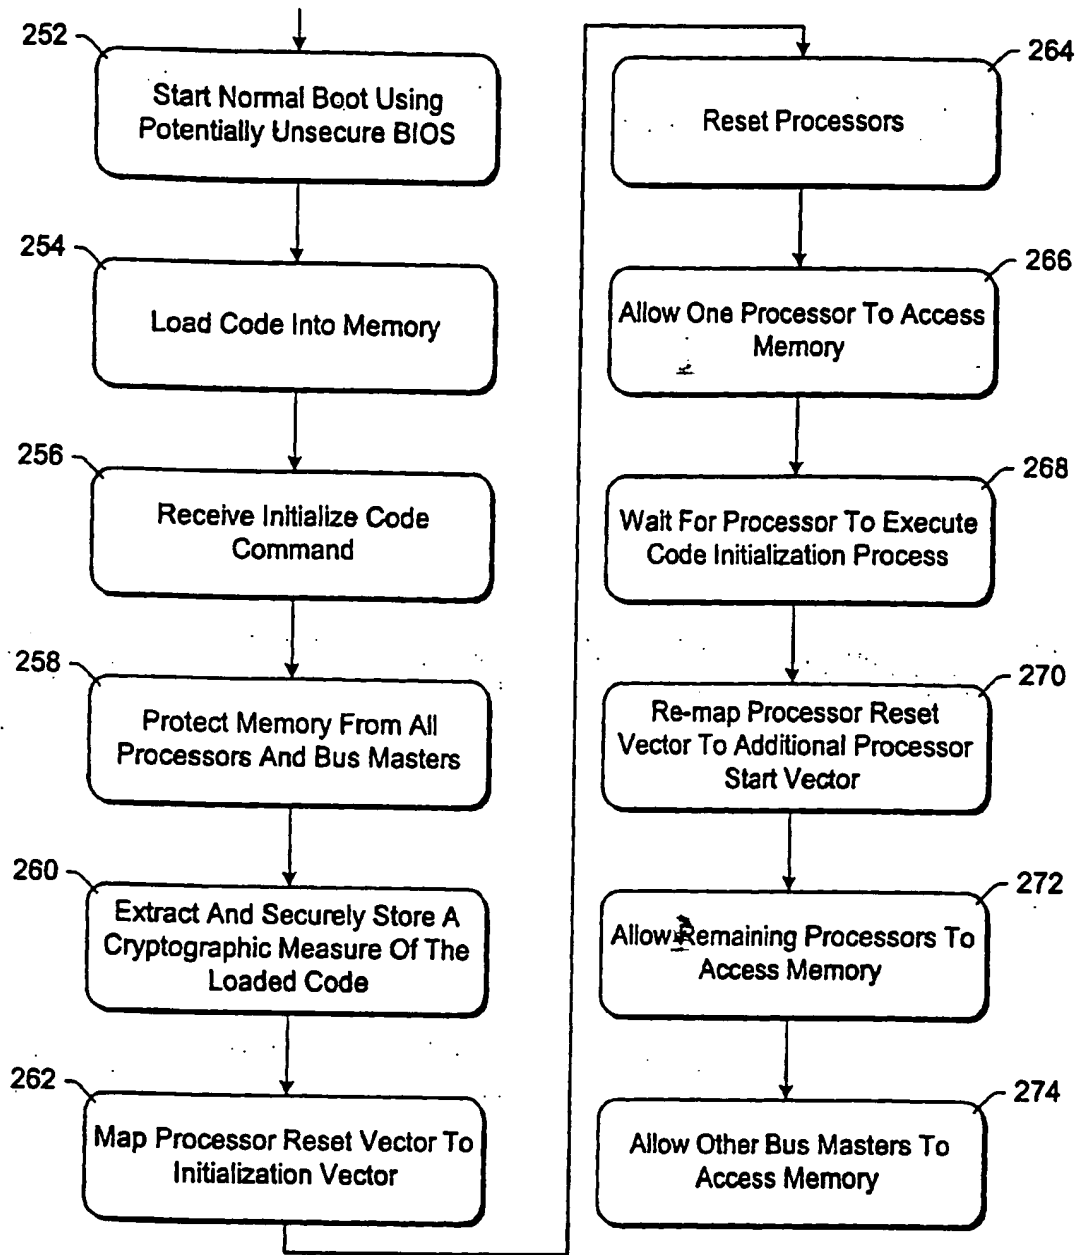 252
Start Normal Boot Using
Potentially Unsecure BIOS
254
Load Code Into Memory
256
Receive Initialize Code
Command
258
Protect Memory From All
Processors And Bus Masters
260
Extract And Securely Store A
Cryptographic Measure Of The
Loaded Code
262
Map Processor Reset Vector To
Initialization Vector
264
Reset Processors
266
Allow One Processor To Access
Memory
268
Wait For Processor To Execute
Code Initialization Process
270
Re-map Processor Reset
Vector To Additional Processor
Start Vector
272
Allow Remaining Processors To
Access Memory
274
Allow Other Bus Masters To
Access Memory